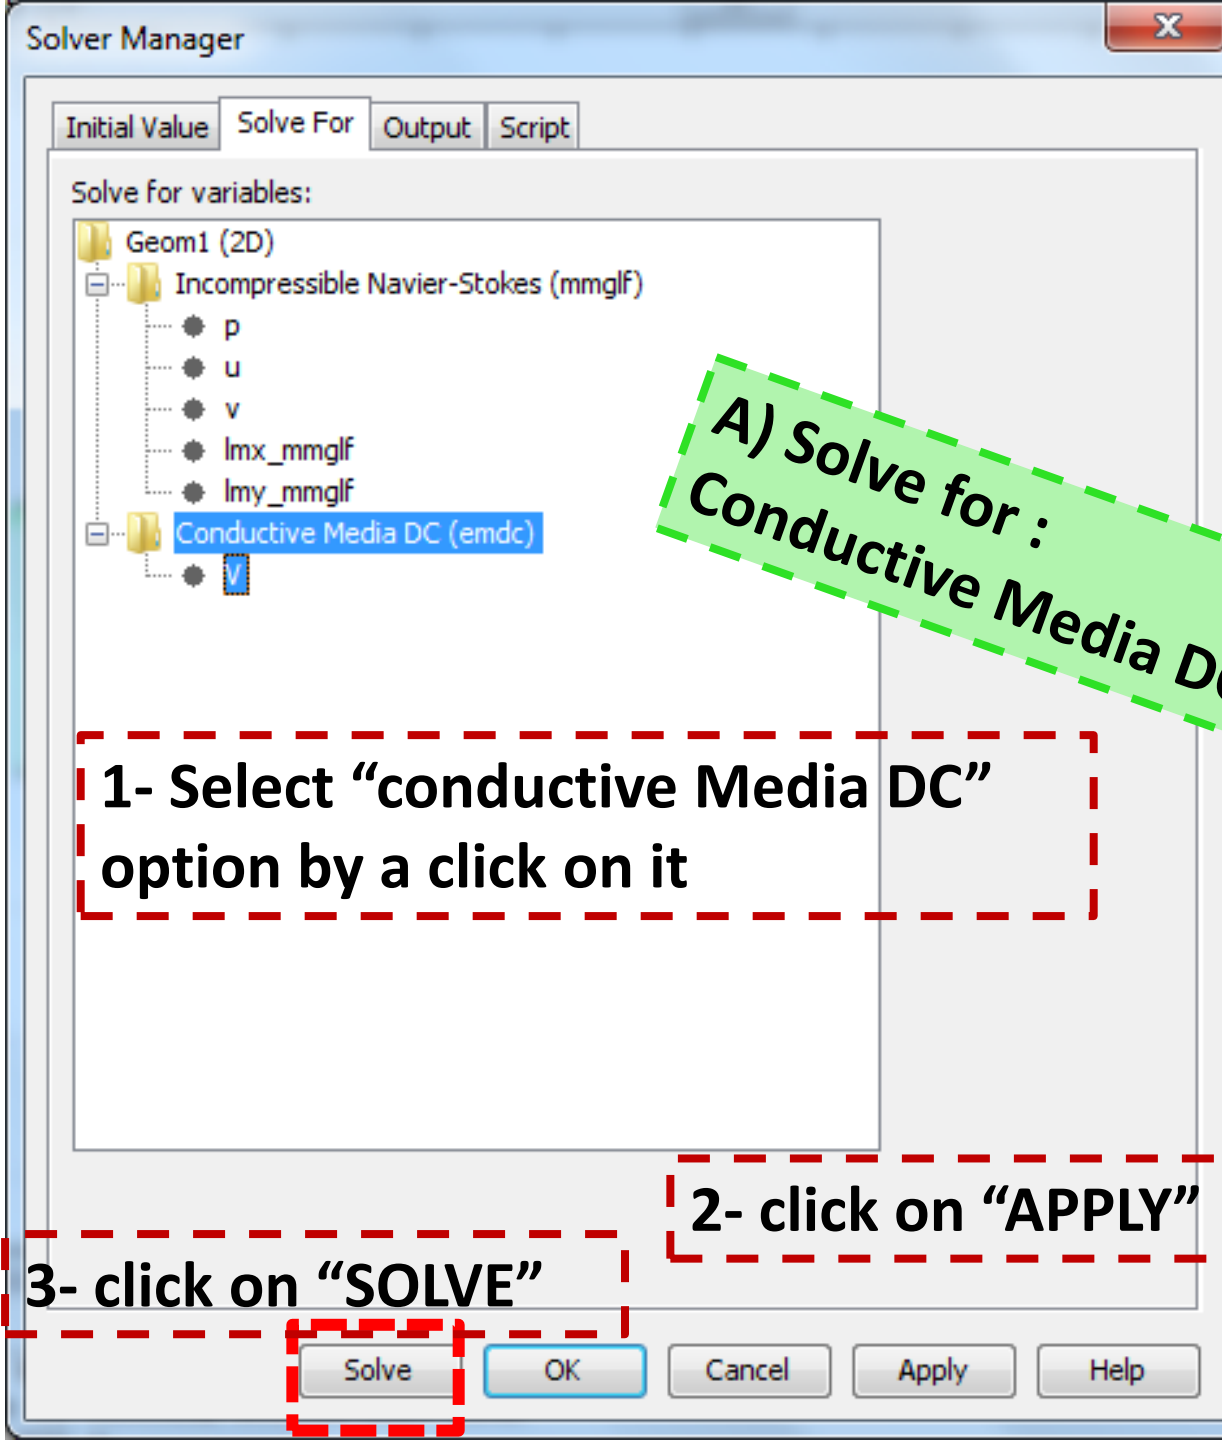 Solver Manager
Initial Value Solve For Output Script
Solve for variables:
Geom1 (2D)
Incompressible Navier-Stokes (mmglf)
p
u
v
lmx_mmglf
lmy_mmglf
Conductive Media DC (emdc)
V
A) Solve for :
Conductive Media
1- Select “conductive Media DC”
option by a click on it
2- click on “APPLY”
3- click on “SOLVE”
Solve OK Cancel Apply Help